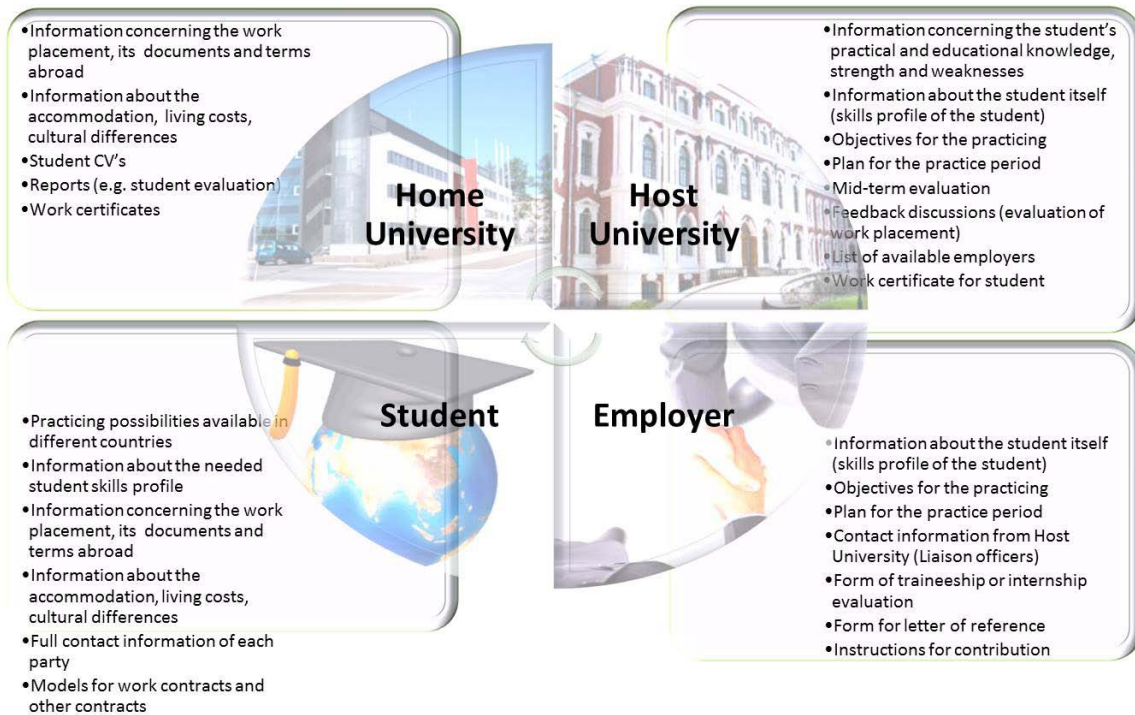 •Information concerning the work
placement, its documents and terms
abroad
•Information about the
accommodation, living costs,
cultural differences
•Student CV's
•Reports (e.g. student evaluation)
•Work certificates
Home
University
•Information concerning the student's
practical and educational knowledge,
strength and weaknesses
•Information about the student itself
(skills profile of the student)
•Objectives for the practicing
•Plan for the practice period
•Mid-term evaluation
•Feedback discussions (evaluation of
work placement)
•List of available employers
•Work certificate for student
Host
University
•Practicing possibilities available in
different countries
•Information about the needed
student skills profile
•Information concerning the work
placement, its documents and
terms abroad
•Information about the
accommodation, living costs,
cultural differences
•Full contact information of each
party
•Models for work contracts and
other contracts
Student
Employer
•Information about the student itself
(skills profile of the student)
•Objectives for the practicing
•Plan for the practice period
•Contact information from Host
University (Liaison officers)
•Form of traineeship or internship
evaluation
•Form for letter of reference
•Instructions for contribution